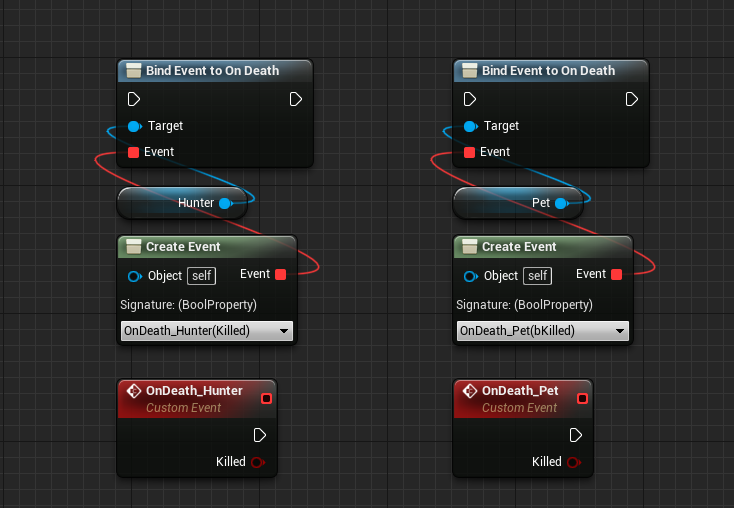 Bind Event to On Death
Target
Event
Hunter
Create Event
Object self Event
Signature: (BoolProperty)
OnDeath_Hunter(Killed)
OnDeath_Hunter
Custom Event
Killed
Bind Event to On Death
Target
Event
Pet
Create Event
Object self Event
Signature: (BoolProperty)
OnDeath_Pet(bKilled)
OnDeath_Pet
Custom Event
Killed